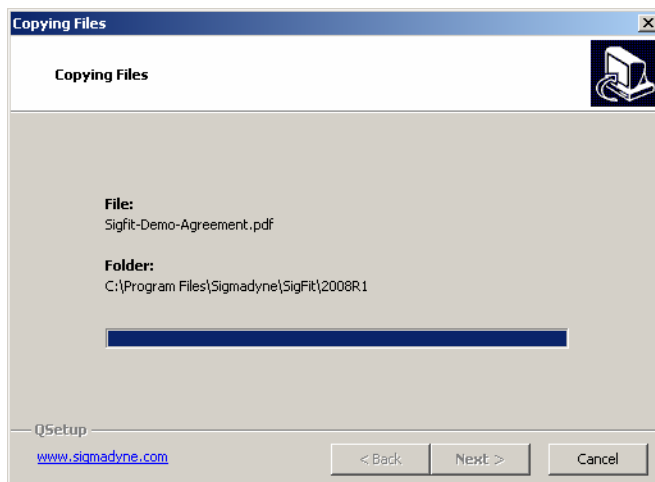 Copying Files
Copying Files
File:
Sigfit-Demo-Agreement.pdf
Folder:
C:\Program Files\Sigmadyne\SigFit\2008R1
QSetup
www.sigmadyne.com
< Back Next > Cancel